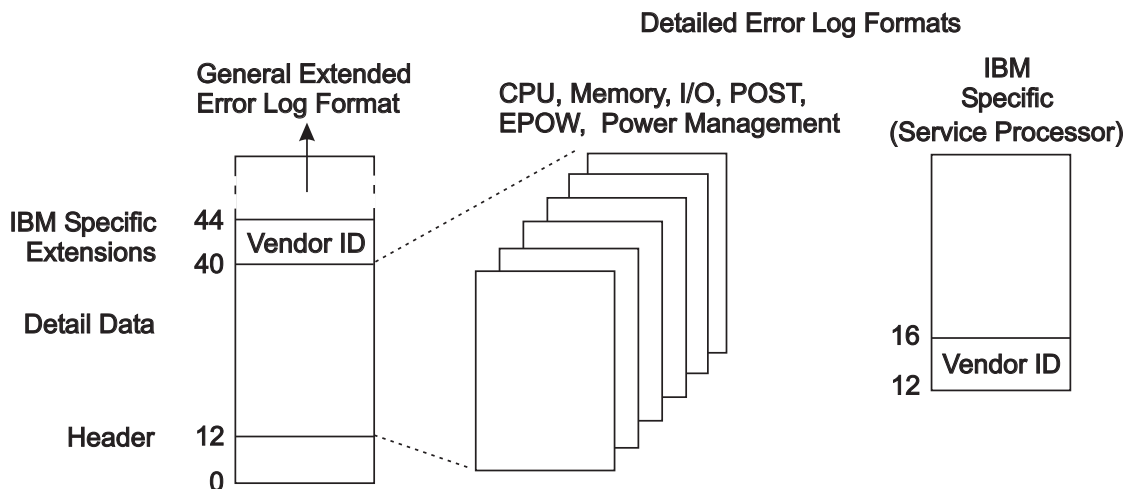 Detailed Error Log Formats
General Extended
Error Log Format
CPU, Memory, I/O, POST,
EPOW, Power Management
IBM
Specific
(Service Processor)
IBM Specific
Extensions
44
Vendor ID
40
Detail Data
Header
12
0
16
Vendor ID
12